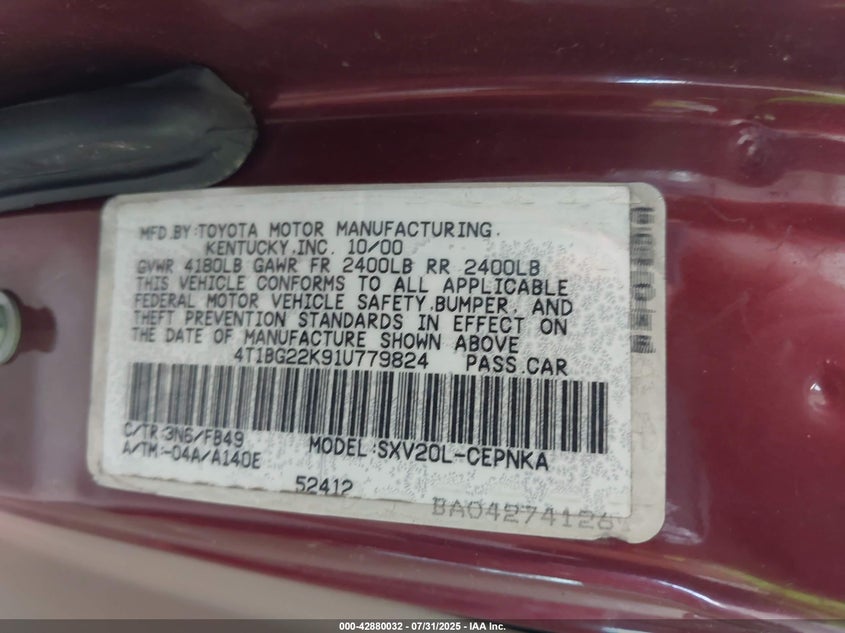 MFD.BY:TOYOTA MOTOR MANUFACTURING.
KENTUCKY,INC. 10/00
GVWR 4180LB GAWR FR 2400LB RR 2400LB
THIS VEHICLE CONFORMS TO ALL APPLICABLE
FEDERAL MOTOR VEHICLE SAFETY,BUMPER, AND
THEFT PREVENTION STANDARDS IN EFFECT ON
THE DATE OF MANUFACTURE SHOWN ABOVE
4T1BG22K91U779824 PASS.CAR
C/TR:3N6/FB49
A/TM:-04A/A140E
MODEL:SXV20L-CEPNKA
52412
BA04274126
000-42880032 / 07/31/2025 - IAA Inc.